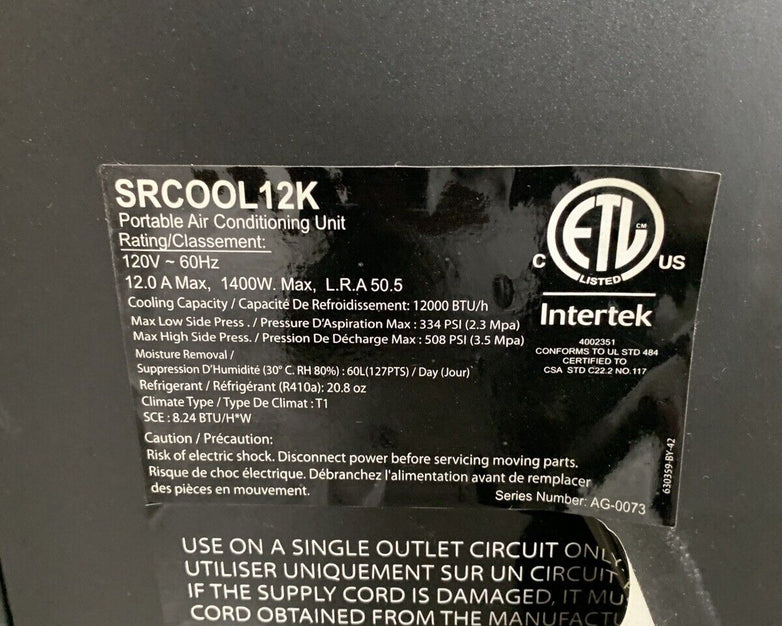 SRCOOL12K
Portable Air Conditioning Unit
Rating/Classement:
120V ~ 60Hz
12.0 A Max, 1400W. Max, L.R.A 50.5
Cooling Capacity / Capacité De Refroidissement: 12000 BTU/h
Max Low Side Press . / Pressure D'Aspiration Max : 334 PSI (2.3 Mpa)
Max High Side Press. / Pression De Décharge Max : 508 PSI (3.5 Mpa)
Moisture Removal /
Suppression D'Humidité (30° C. RH 80%) : 60L(127PTS) / Day (Jour)
Refrigerant / Réfrigérant (R410a): 20.8 oz
Climate Type / Type De Climat : T1
SCE : 8.24 BTU/H*W
Caution / Précaution:
Risk of electric shock. Disconnect power before servicing moving parts.
Risque de choc électrique. Débranchez l'alimentation avant de remplacer
des pièces en mouvement.
Series Number: AG-0073
ETL CM
C US
LISTED
Intertek
4002351
CONFORMS TO UL STD 484
CERTIFIED TO
CSA STD C22.2 NO.117
630359-BY-42
USE ON A SINGLE OUTLET CIRCUIT ONLY
UTILISER UNIQUEMENT SUR UN CIRCUIT
IF THE SUPPLY CORD IS DAMAGED, IT MU
CORD OBTAINED FROM THE MANUFACTU